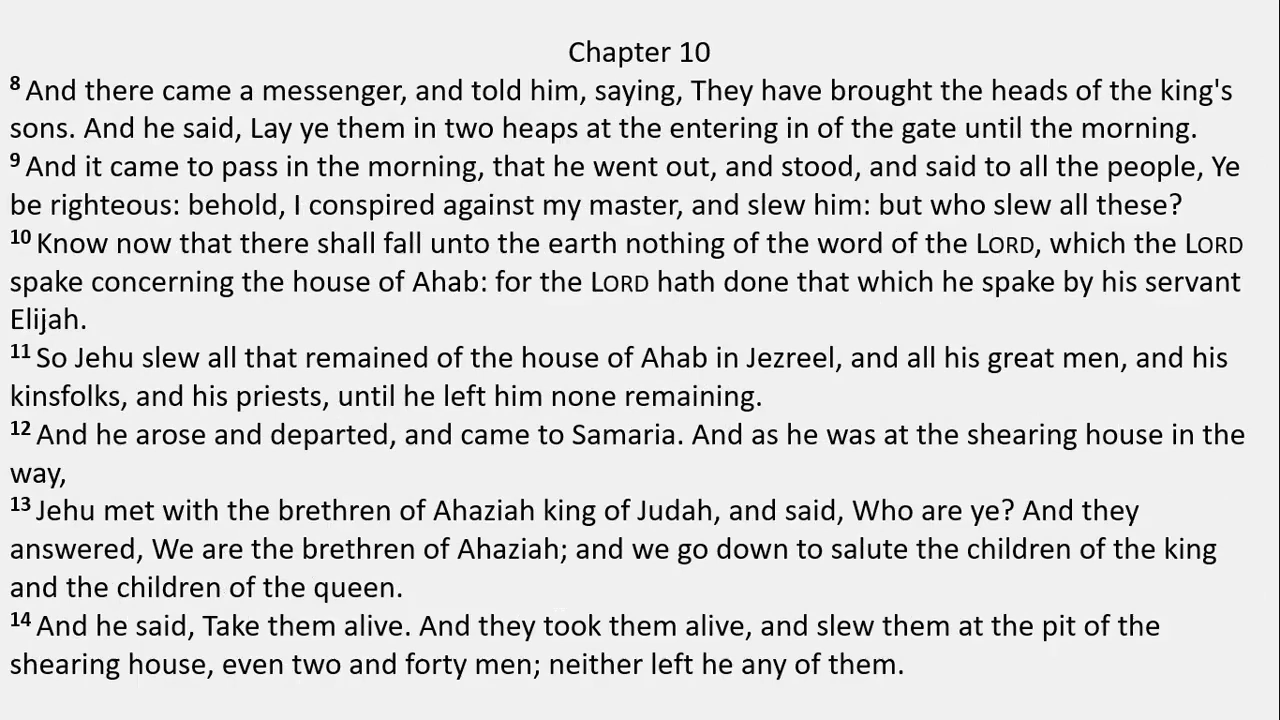 Chapter 10
8 And there came a messenger, and told him, saying, They have brought the heads of the king's
sons. And he said, Lay ye them in two heaps at the entering in of the gate until the morning.
9 And it came to pass in the morning, that he went out, and stood, and said to all the people, Ye
be righteous: behold, I conspired against my master, and slew him: but who slew all these?
10 Know now that there shall fall unto the earth nothing of the word of the LORD, which the LORD
spake concerning the house of Ahab: for the LORD hath done that which he spake by his servant
Elijah.
11 So Jehu slew all that remained of the house of Ahab in Jezreel, and all his great men, and his
kinsfolks, and his priests, until he left him none remaining.
12 And he arose and departed, and came to Samaria. And as he was at the shearing house in the
way,
13 Jehu met with the brethren of Ahaziah king of Judah, and said, Who are ye? And they
answered, We are the brethren of Ahaziah; and we go down to salute the children of the king
and the children of the queen.
14 And he said, Take them alive. And they took them alive, and slew them at the pit of the
shearing house, even two and forty men; neither left he any of them.